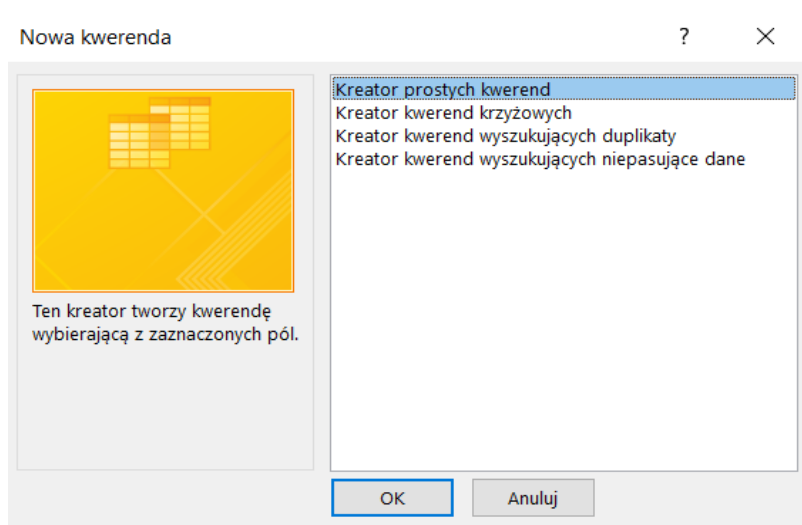 Nowa kwerenda
?
Kreator prostych kwerend
Kreator kwerend krzyżowych
Kreator kwerend wyszukujących duplikaty
Kreator kwerend wyszukujących niepasujące dane
Ten kreator tworzy kwerendę
wybierającą z zaznaczonych pól.
OK
Anuluj